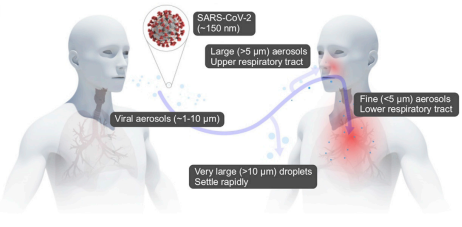 SARS-CoV-2
(~150 nm)
Large (>5 µm) aerosols
Upper respiratory tract
Fine (<5 µm) aerosols
Lower respiratory tract
Viral aerosols (~1-10 µm)
Very large (>10 µm) droplets
Settle rapidly